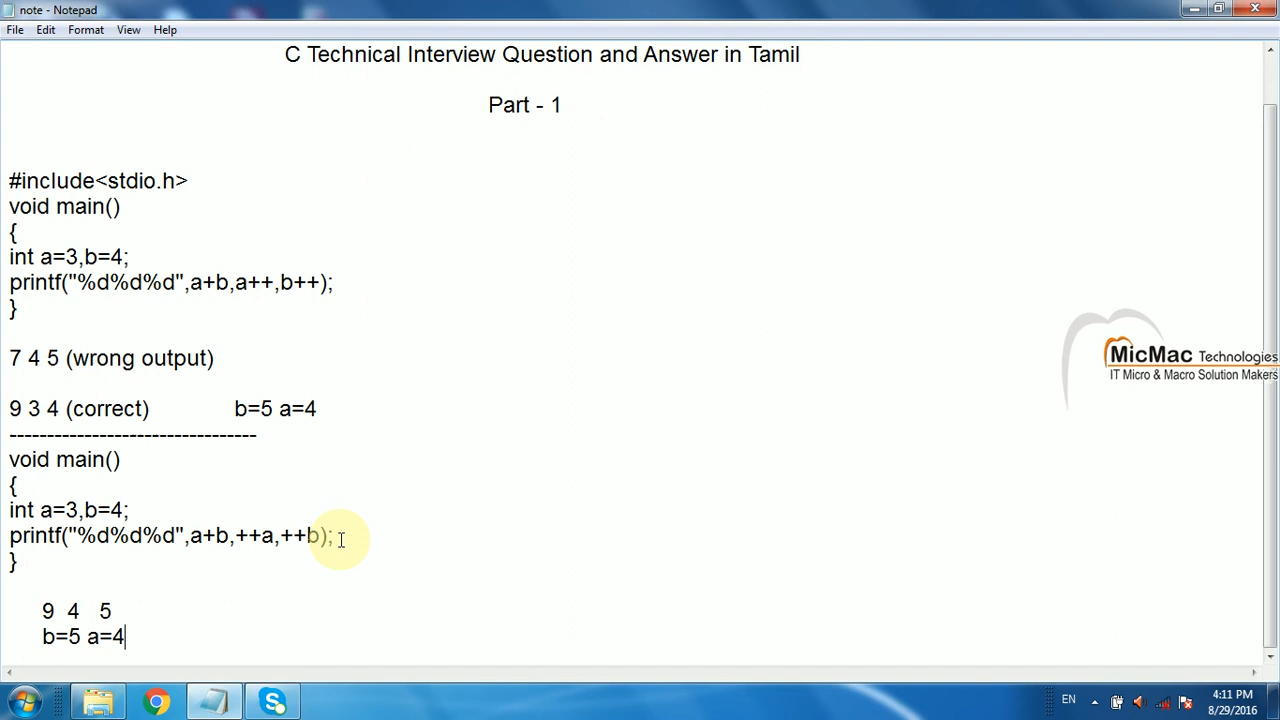 note - Notepad
File Edit Format View Help
C Technical Interview Question and Answer in Tamil
Part - 1
#include<stdio.h>
void main()
{
int a=3,b=4;
printf("%d%d%d",a+b,a++,b++);
}
7 4 5 (wrong output)
9 3 4 (correct) b=5 a=4
---------------------------------
void main()
{
int a=3,b=4;
printf("%d%d%d",a+b,++a,++b);
}
9 4 5
b=5 a=4
MicMac Technologies
IT Micro & Macro Solution Makers
EN
4:11 PM
8/29/2016